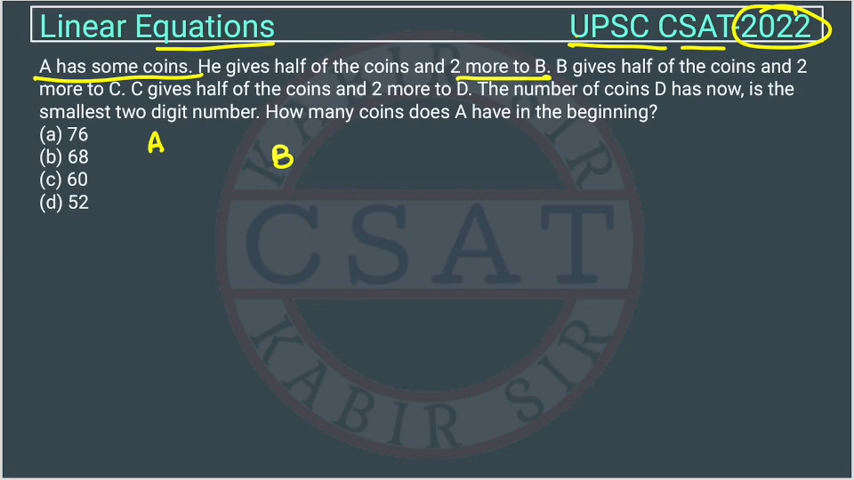 Linear Equations
UPSC CSAT-2022
A has some coins. He gives half of the coins and 2 more to B. B gives half of the coins and 2
more to C. C gives half of the coins and 2 more to D. The number of coins D has now, is the
smallest two digit number. How many coins does A have in the beginning?
(a) 76
(b) 68
(c) 60
(d) 52
A
B
KABIR SIR
CSAT
KABIR SIR